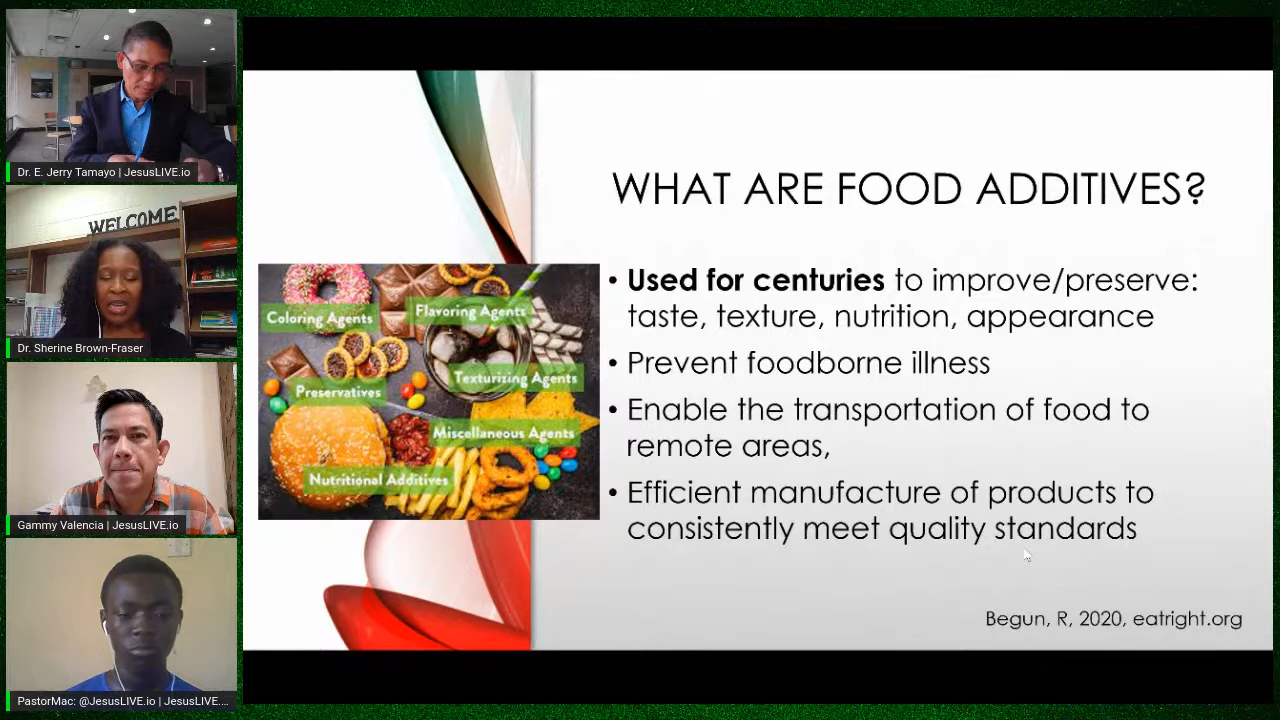 Dr. E. Jerry Tamayo | JesusLIVE.io
WELCOME
Dr. Sherine Brown-Fraser
Gammy Valencia | JesusLIVE.io
PastorMac: @JesusLIVE.io | JesusLIVE....
WHAT ARE FOOD ADDITIVES?
Coloring Agents
Flavoring Agents
Texturizing Agents
Preservatives
Miscellaneous Agents
Nutritional Additives
• Used for centuries to improve/preserve:
taste, texture, nutrition, appearance
• Prevent foodborne illness
• Enable the transportation of food to
remote areas,
• Efficient manufacture of products to
consistently meet quality standards
Begun, R, 2020, eatright.org